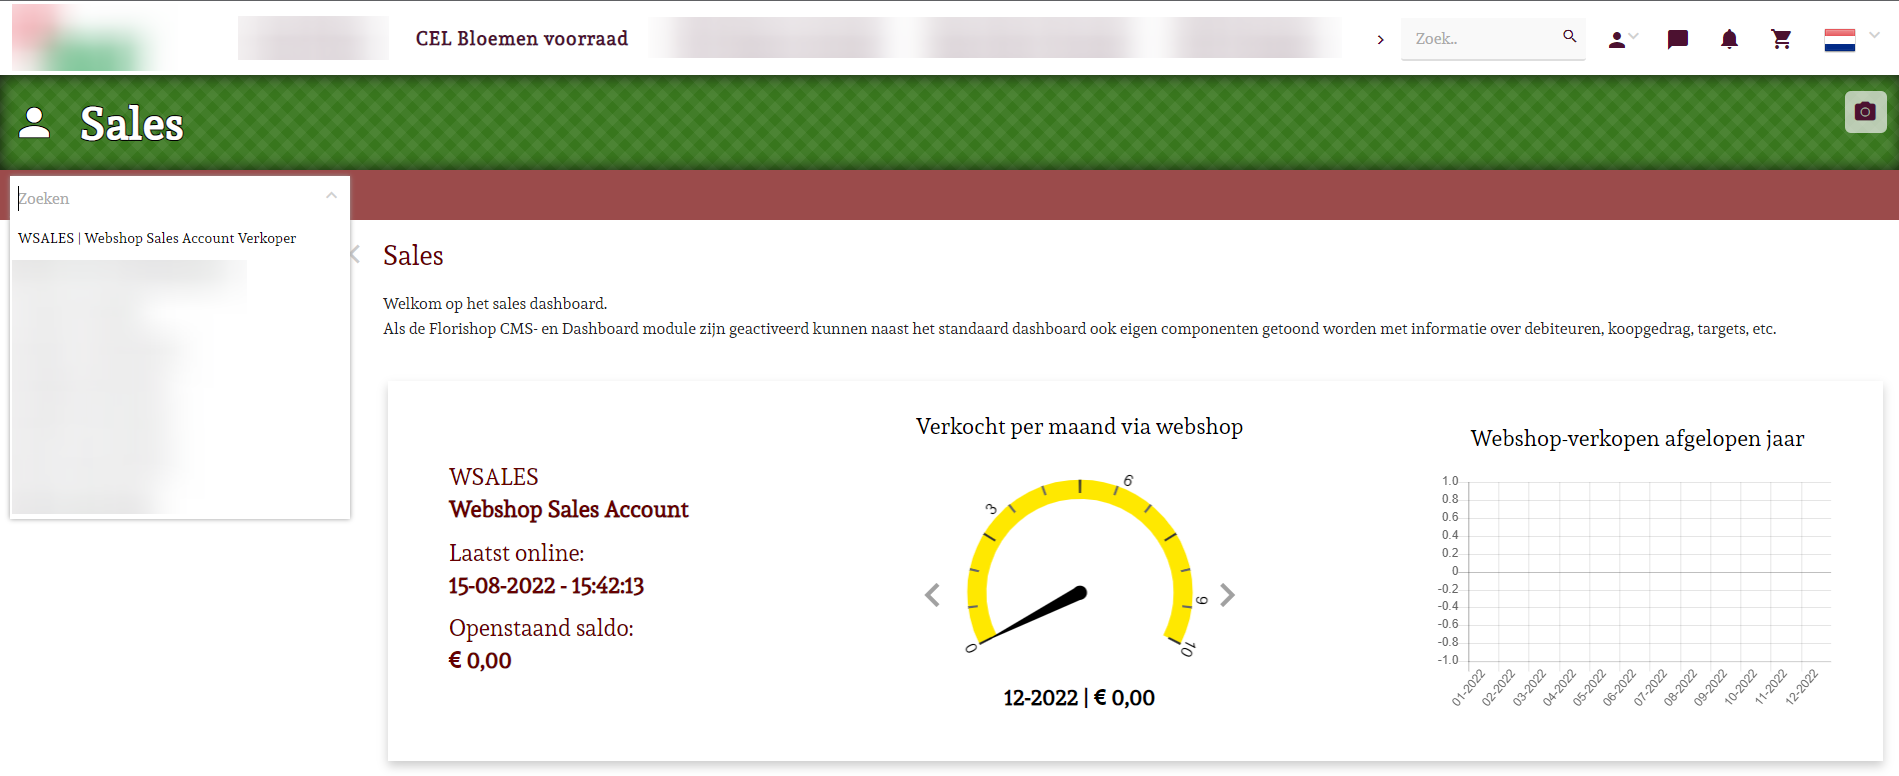 CEL Bloemen voorraad
Zoek..
Sales
Zoeken
WSALES | Webshop Sales Account Verkoper
Sales
Welkom op het sales dashboard.
Als de Florishop CMS- en Dashboard module zijn geactiveerd kunnen naast het standaard dashboard ook eigen componenten getoond worden met informatie over debiteuren, koopgedrag, targets, etc.
WSALES
Webshop Sales Account
Laatst online:
15-08-2022 - 15:42:13
Openstaand saldo:
€ 0,00
Verkocht per maand via webshop
0
3
6
9
10
12-2022 | € 0,00
Webshop-verkopen afgelopen jaar
1.0
0.8
0.6
0.4
0.2
0
-0.2
-0.4
-0.6
-0.8
-1.0
01-2022
02-2022
03-2022
04-2022
05-2022
06-2022
07-2022
08-2022
09-2022
10-2022
11-2022
12-2022